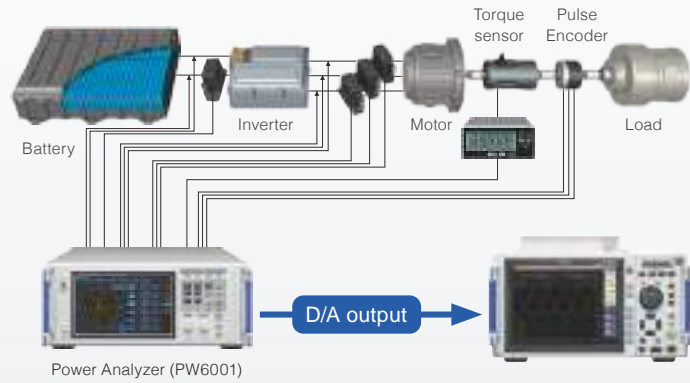 Torque
sensor
Pulse
Encoder
Battery
Inverter
Motor
Load
D/A output
Power Analyzer (PW6001)